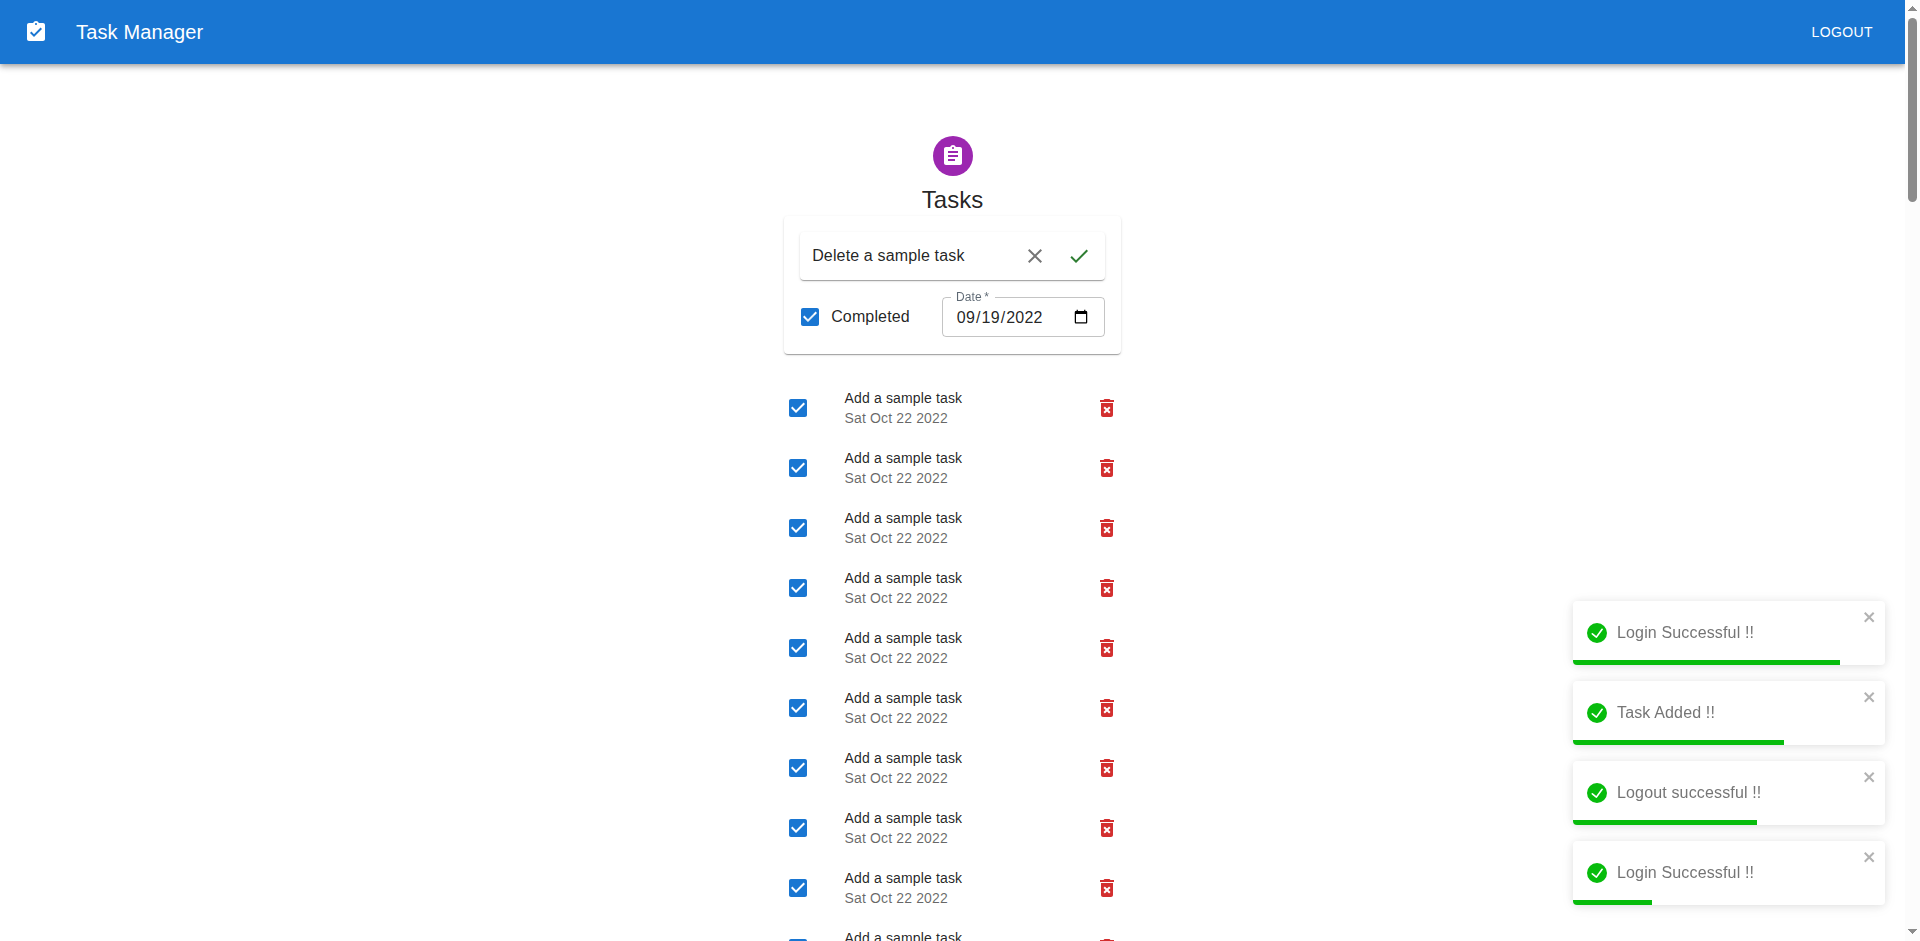 Task Manager
LOGOUT
Tasks
Delete a sample task
Completed
Date *
09/19/2022
Add a sample task
Sat Oct 22 2022
Add a sample task
Sat Oct 22 2022
Add a sample task
Sat Oct 22 2022
Add a sample task
Sat Oct 22 2022
Add a sample task
Sat Oct 22 2022
Add a sample task
Sat Oct 22 2022
Add a sample task
Sat Oct 22 2022
Add a sample task
Sat Oct 22 2022
Add a sample task
Sat Oct 22 2022
Add a sample task
Login Successful !!
Task Added !!
Logout successful !!
Login Successful !!